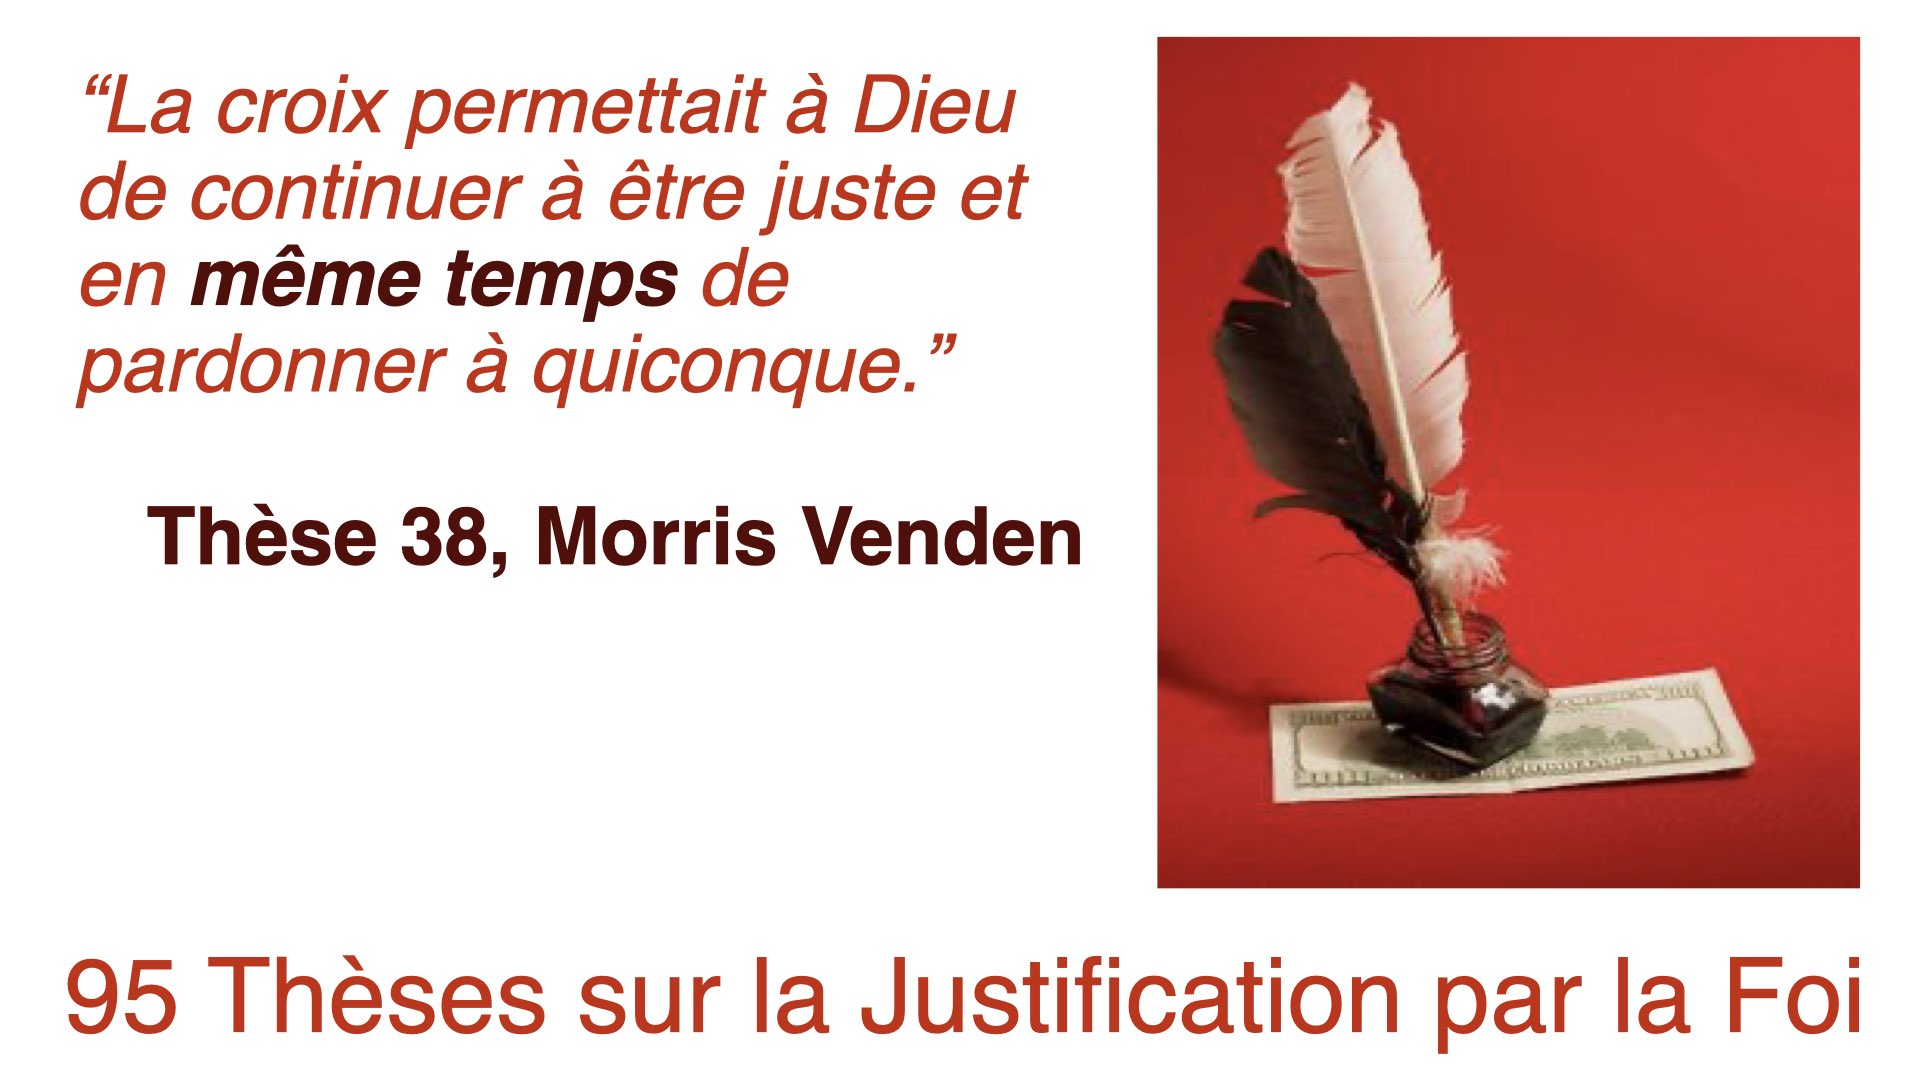 “La croix permettait à Dieu
de continuer à être juste et
en même temps de
pardonner à quiconque.”
Thèse 38, Morris Venden
95 Thèses sur la Justification par la Foi